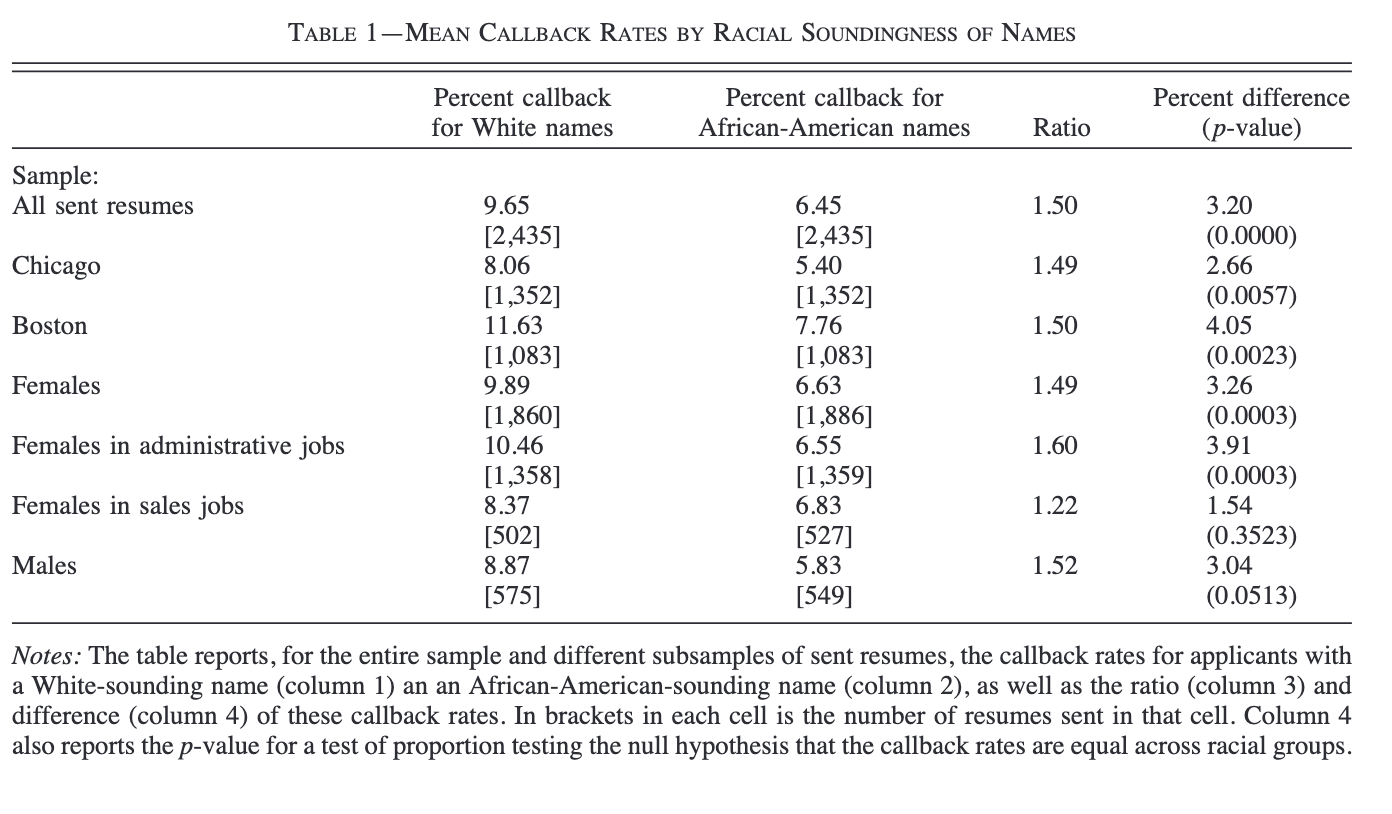 TABLE 1—MEAN CALLBACK RATES BY RACIAL SOUNDINGNESS OF NAMES
Percent callback for White names Percent callback for African-American names Ratio Percent difference (p-value)
Sample:
All sent resumes 9.65 6.45 1.50 3.20
[2,435] [2,435] (0.0000)
Chicago 8.06 5.40 1.49 2.66
[1,352] [1,352] (0.0057)
Boston 11.63 7.76 1.50 4.05
[1,083] [1,083] (0.0023)
Females 9.89 6.63 1.49 3.26
[1,860] [1,886] (0.0003)
Females in administrative jobs 10.46 6.55 1.60 3.91
[1,358] [1,359] (0.0003)
Females in sales jobs 8.37 6.83 1.22 1.54
[502] [527] (0.3523)
Males 8.87 5.83 1.52 3.04
[575] [549] (0.0513)
Notes: The table reports, for the entire sample and different subsamples of sent resumes, the callback rates for applicants with
a White-sounding name (column 1) an an African-American-sounding name (column 2), as well as the ratio (column 3) and
difference (column 4) of these callback rates. In brackets in each cell is the number of resumes sent in that cell. Column 4
also reports the p-value for a test of proportion testing the null hypothesis that the callback rates are equal across racial groups.